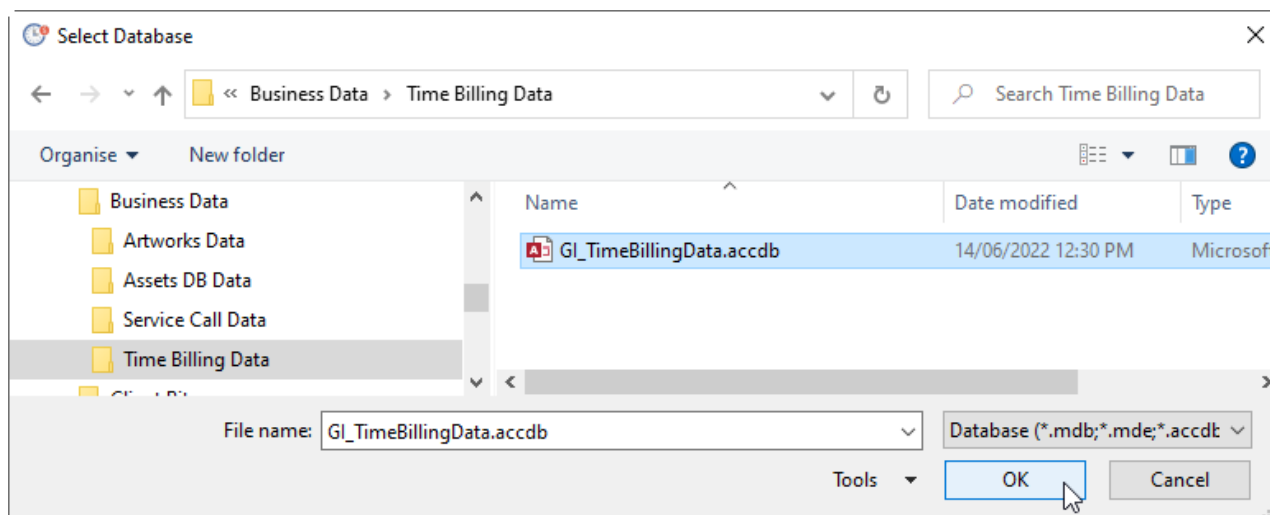 Select Database
« Business Data › Time Billing Data
Search Time Billing Data
Organise
New folder
Business Data
Artworks Data
Assets DB Data
Service Call Data
Time Billing Data
Name
Date modified
Type
GI_TimeBillingData.accdb
14/06/2022 12:30 PM
Microsof
File name:
GI_TimeBillingData.accdb
Database (*.mdb;*.mde;*.accdb
Tools
OK
Cancel